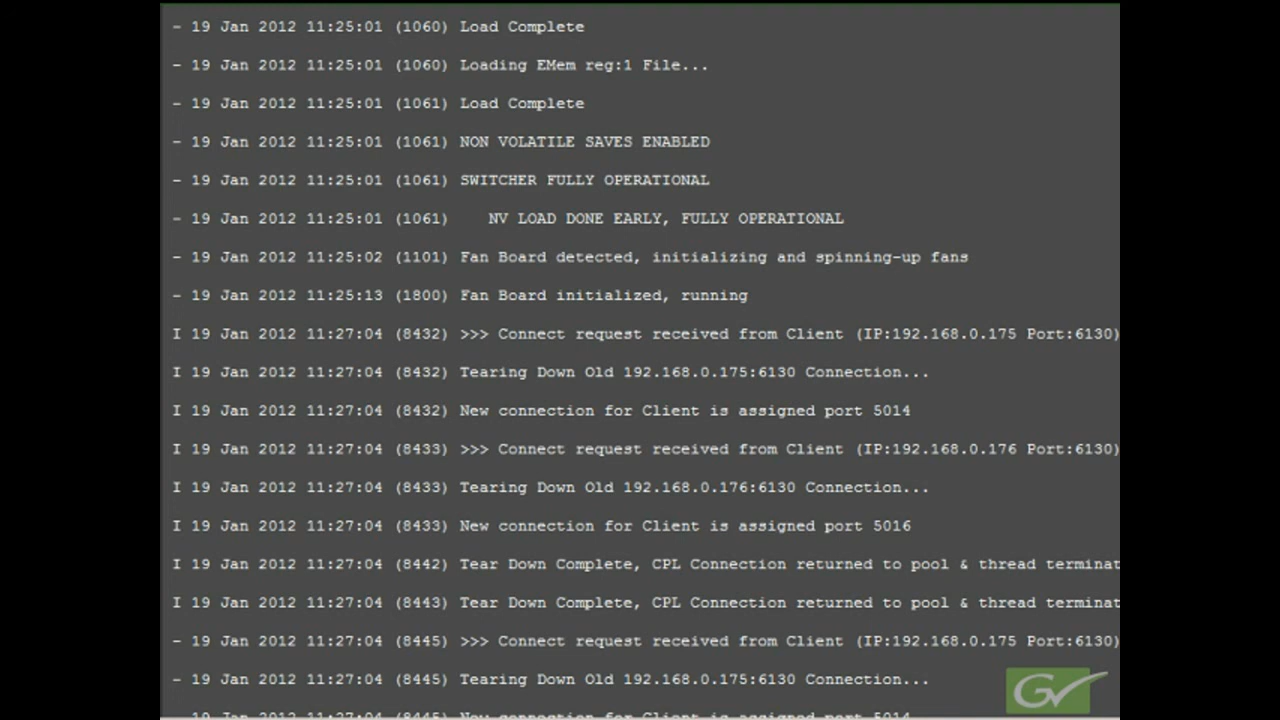 - 19 Jan 2012 11:25:01 (1060) Load Complete
- 19 Jan 2012 11:25:01 (1060) Loading EMem reg:1 File...
- 19 Jan 2012 11:25:01 (1061) Load Complete
- 19 Jan 2012 11:25:01 (1061) NON VOLATILE SAVES ENABLED
- 19 Jan 2012 11:25:01 (1061) SWITCHER FULLY OPERATIONAL
- 19 Jan 2012 11:25:01 (1061)    NV LOAD DONE EARLY, FULLY OPERATIONAL
- 19 Jan 2012 11:25:02 (1101) Fan Board detected, initializing and spinning-up fans
- 19 Jan 2012 11:25:13 (1800) Fan Board initialized, running
I 19 Jan 2012 11:27:04 (8432) >>> Connect request received from Client (IP:192.168.0.175 Port:6130)
I 19 Jan 2012 11:27:04 (8432) Tearing Down Old 192.168.0.175:6130 Connection...
I 19 Jan 2012 11:27:04 (8432) New connection for Client is assigned port 5014
I 19 Jan 2012 11:27:04 (8433) >>> Connect request received from Client (IP:192.168.0.176 Port:6130)
I 19 Jan 2012 11:27:04 (8433) Tearing Down Old 192.168.0.176:6130 Connection...
I 19 Jan 2012 11:27:04 (8433) New connection for Client is assigned port 5016
I 19 Jan 2012 11:27:04 (8442) Tear Down Complete, CPL Connection returned to pool & thread terminat
I 19 Jan 2012 11:27:04 (8443) Tear Down Complete, CPL Connection returned to pool & thread terminat
- 19 Jan 2012 11:27:04 (8445) >>> Connect request received from Client (IP:192.168.0.175 Port:6130)
- 19 Jan 2012 11:27:04 (8445) Tearing Down Old 192.168.0.175:6130 Connection...
GV